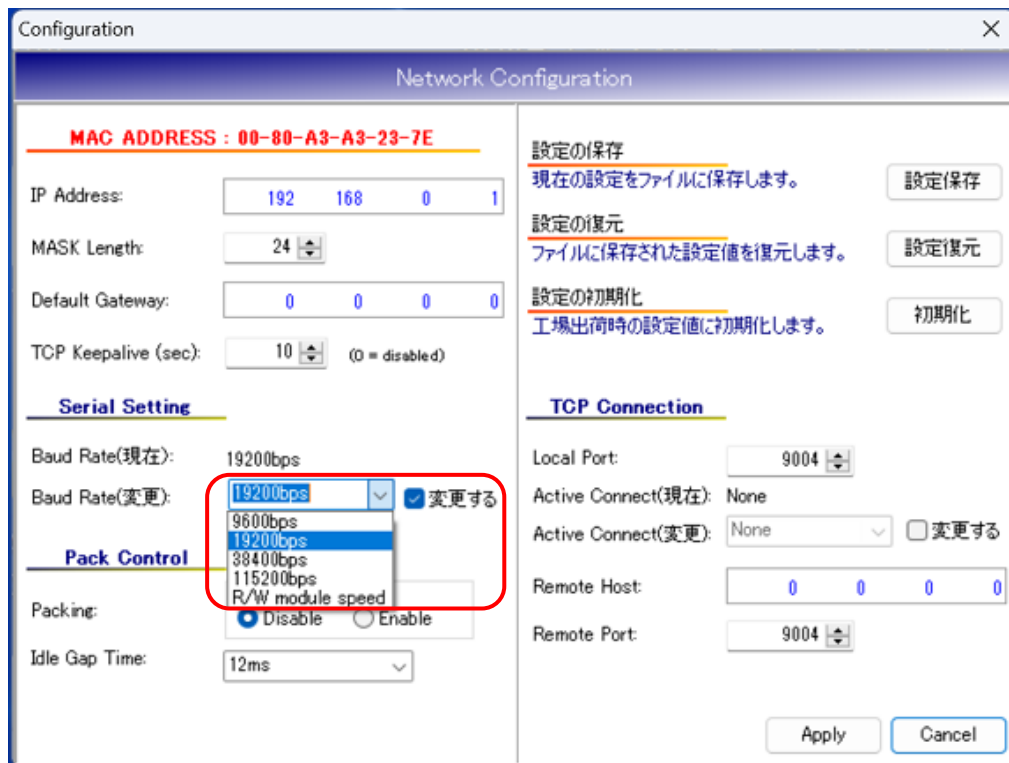 Configuration
Network Configuration
MAC ADDRESS : 00-80-A3-A3-23-7E
IP Address: 192 168 0 1
MASK Length: 24
Default Gateway: 0 0 0 0
TCP Keepalive (sec): 10 (0 = disabled)
Serial Setting
Baud Rate(現在): 19200bps
Baud Rate(変更): 19200bps 変更する
9600bps
19200bps
38400bps
115200bps
R/W module speed
Pack Control
Packing: Disable Enable
Idle Gap Time: 12ms
設定の保存
現在の設定をファイルに保存します。 設定保存
設定の復元
ファイルに保存された設定値を復元します。 設定復元
設定の初期化
工場出荷時の設定値に初期化します。 初期化
TCP Connection
Local Port: 9004
Active Connect(現在): None
Active Connect(変更): None 変更する
Remote Host: 0 0 0 0
Remote Port: 9004
Apply Cancel